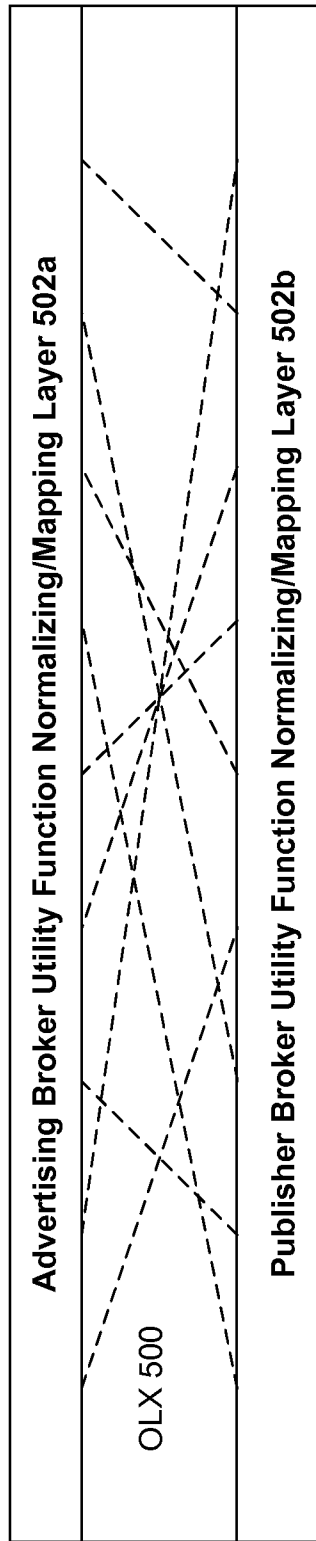 Advertising Broker Utility Function Normalizing/Mapping Layer 502a
OLX 500
Publisher Broker Utility Function Normalizing/Mapping Layer 502b